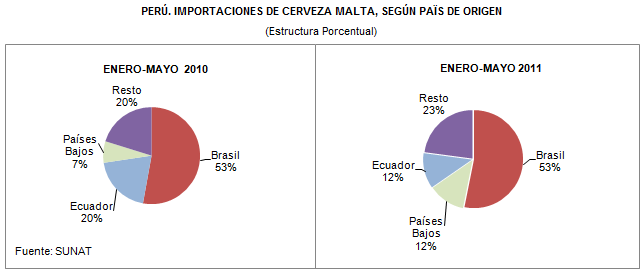 PERÚ. IMPORTACIONES DE CERVEZA MALTA, SEGÚN PAÏS DE ORIGEN
(Estructura Porcentual)
ENERO-MAYO 2010
Resto
20%
Países
Bajos
7%
Brasil
53%
Ecuador
20%
Fuente: SUNAT
ENERO-MAYO 2011
Resto
23%
Brasil
53%
Ecuador
12%
Países
Bajos
12%